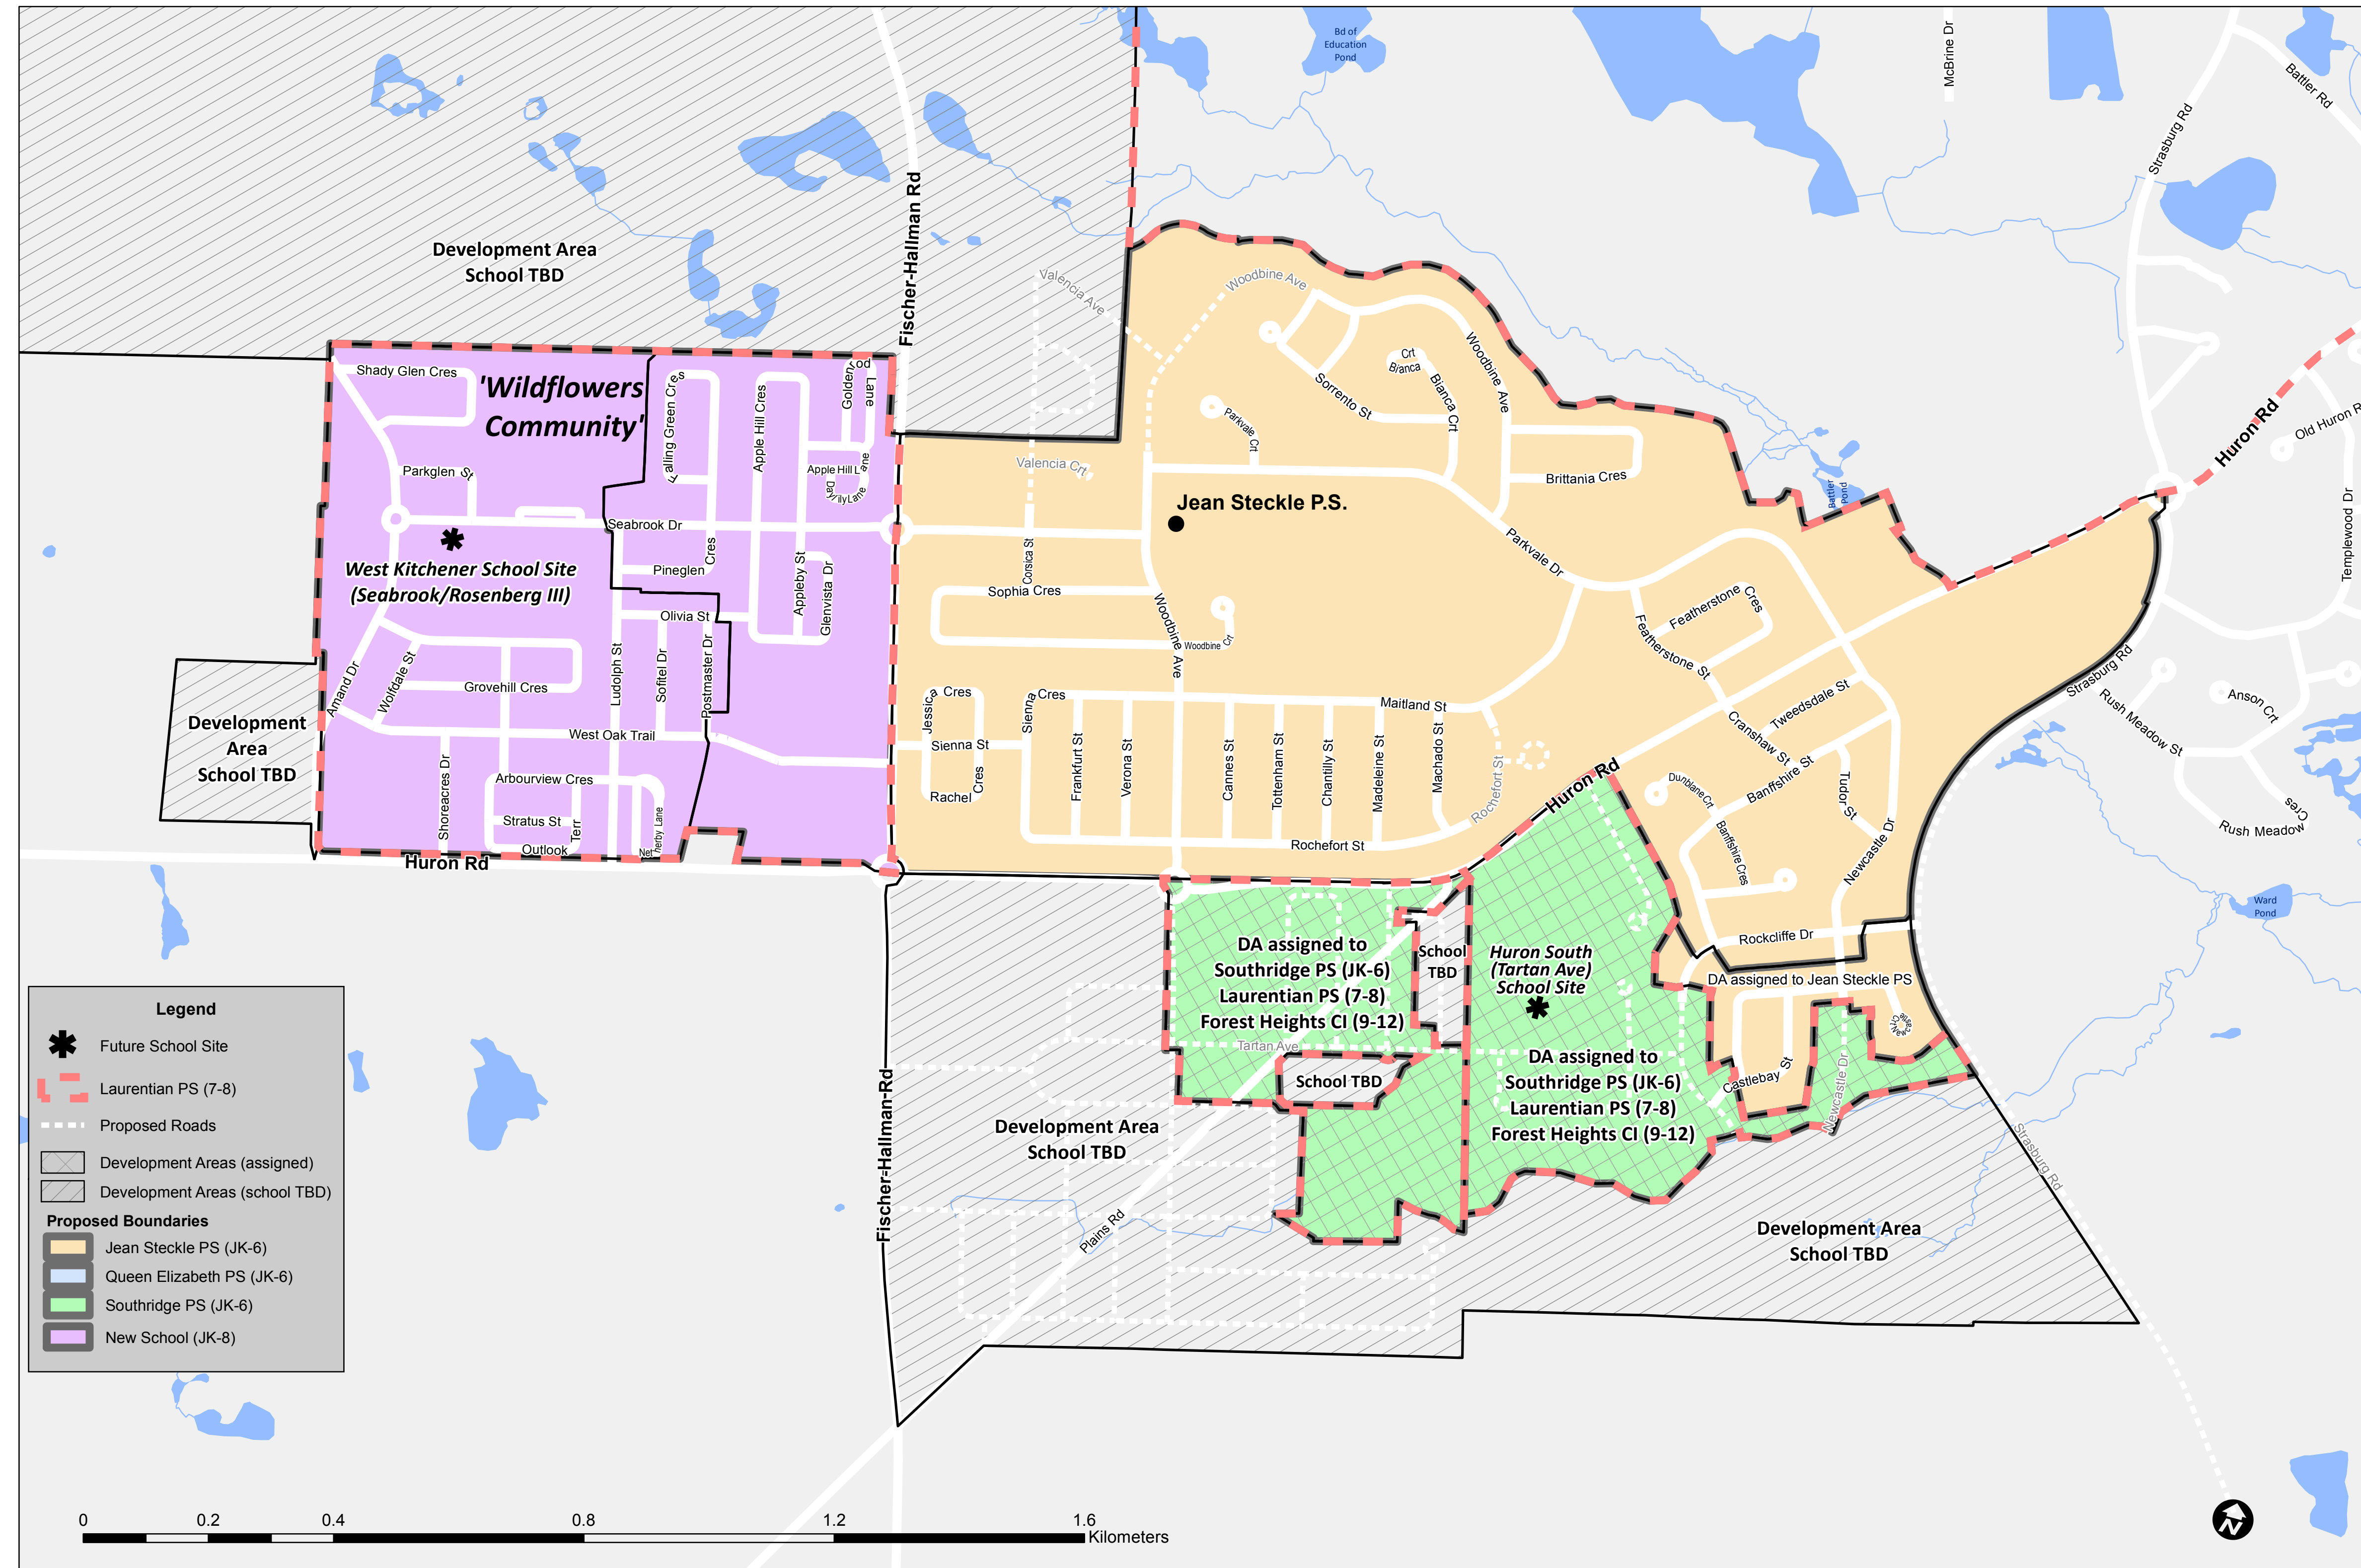 Bd of
Education
Pond
McBrine Dr
Battler Rd
Strasburg Rd
Development Area
School TBD
Fischer-Hallman Rd
Valencia Ave
Woodbine Ave
Shady Glen Cres
'Wildflowers
Community'
Falling Green Cres
Apple Hill Cres
Goldenrod
Lane
Crt
Bianca
Bianca Crt
Woodbine Ave
Sorrento St
Parkvale Crt
Huron Rd
Old Huron R
Parkglen St
Apple Hill Lane
Dayrily Lane
Valencia Crt
Brittania Cres
Battler
Pond
Jean Steckle P.S.
Seabrook Dr
West Kitchener School Site
(Seabrook/Rosenberg III)
Pineglen Cres
Appleby St
Glenvista Dr
Corsica St
Sophia Cres
Parkvale Dr
Templewood Dr
Featherstone Cres
Featherstone St
Olivia St
Woodbine Ave
Woodbine Crt
Amand Dr
Wolfdale St
Grovehill Cres
Ludolph St
Sofitel Dr
Postmaster Dr
Jessica Cres
Sienna Cres
Maitland St
Tweedsdale St
Cranshaw St
Strasburg Rd
Rush Meadow St
Anson Crt
Development
Area
School TBD
West Oak Trail
Sienna St
Frankfurt St
Verona St
Cannes St
Tottenham St
Chantilly St
Madeleine St
Machado St
Rochefort St
Huron Rd
Dunblane Crt
Banffshire St
Tudor St
Shoreacres Dr
Arbourview Cres
Rachel Cres
Stratus St
Terr
Outlook
Netherby Lane
Rochefort St
Banffshire Cres
Newcastle Dr
Rush Meadow Cres
Huron Rd
Ward
Pond
Rockcliffe Dr
DA assigned to
Southridge PS (JK-6)
Laurentian PS (7-8)
Forest Heights CI (9-12)
School
TBD
Huron South
(Tartan Ave)
School Site
DA assigned to Jean Steckle PS
Tartan Ave
School TBD
DA assigned to
Southridge PS (JK-6)
Laurentian PS (7-8)
Forest Heights CI (9-12)
Castlebay St
Newcastle Dr
Fischer-Hallman-Rd
Development Area
School TBD
Strasburg Rd
Plains Rd
Development Area
School TBD
Legend
Future School Site
Laurentian PS (7-8)
Proposed Roads
Development Areas (assigned)
Development Areas (school TBD)
Proposed Boundaries
Jean Steckle PS (JK-6)
Queen Elizabeth PS (JK-6)
Southridge PS (JK-6)
New School (JK-8)
0 0.2 0.4 0.8 1.2 1.6
Kilometers
N